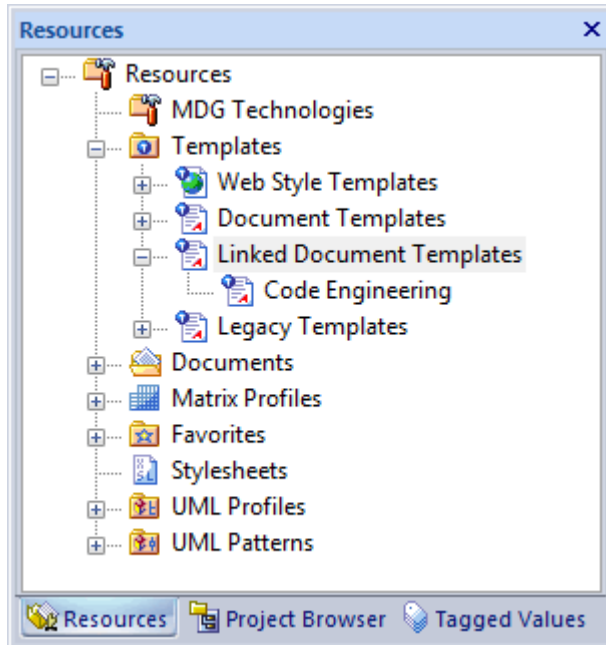 Resources
Resources
MDG Technologies
Templates
Web Style Templates
Document Templates
Linked Document Templates
Code Engineering
Legacy Templates
Documents
Matrix Profiles
Favorites
Stylesheets
UML Profiles
UML Patterns
Resources Project Browser Tagged Values